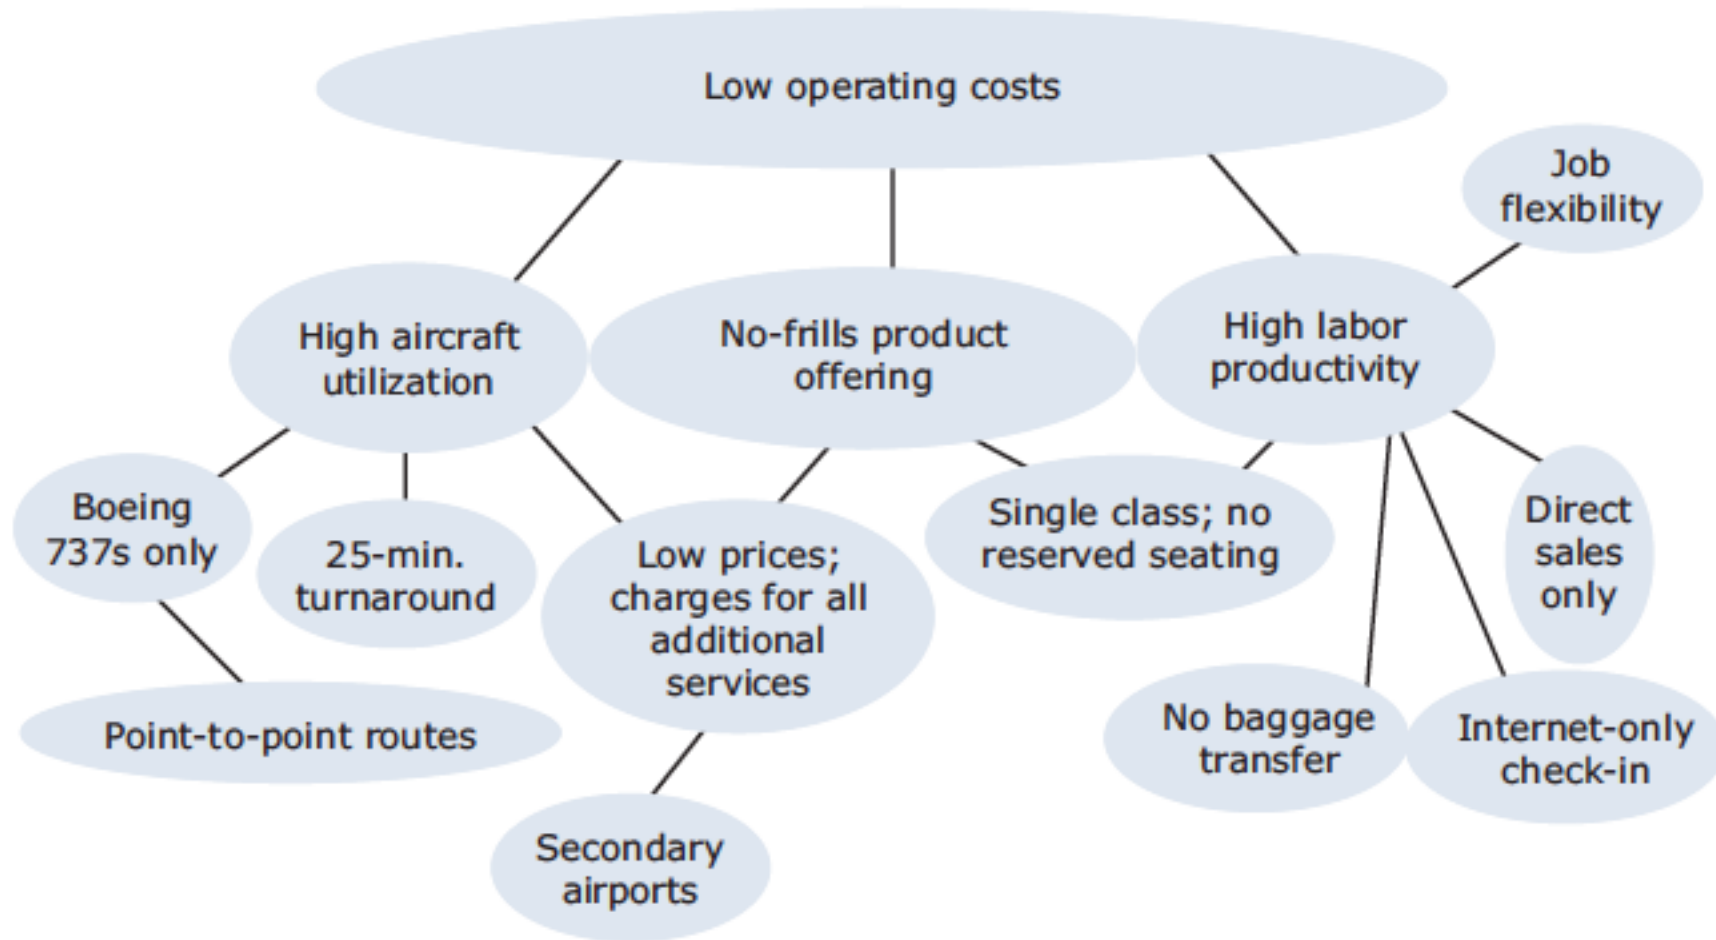 Low operating costs
Job
flexibility
High aircraft
utilization
No-frills product
offering
High labor
productivity
Boeing
737s only
25-min.
turnaround
Low prices;
charges for all
additional
services
Single class; no
reserved seating
Direct
sales
only
Point-to-point routes
No baggage
transfer
Internet-only
check-in
Secondary
airports